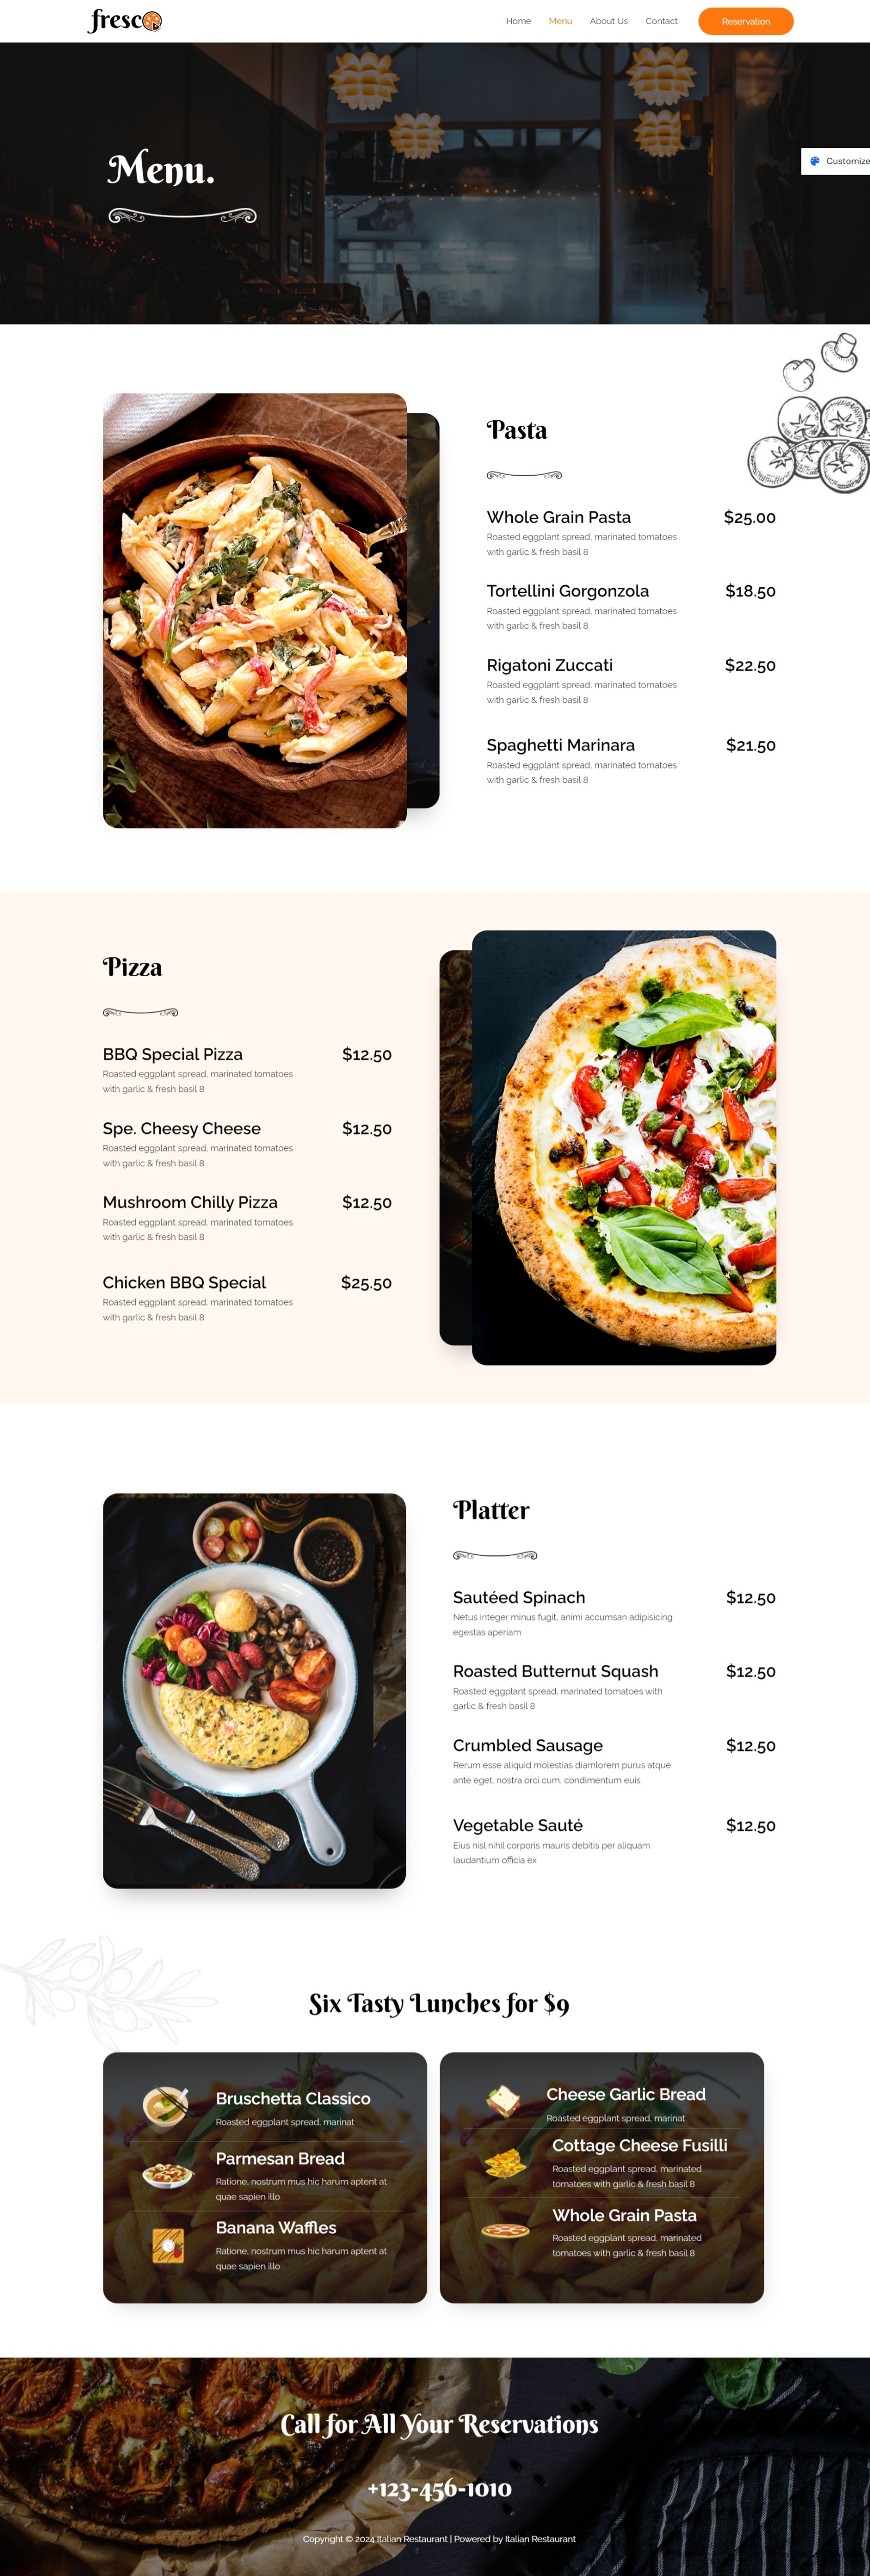 fresco
Home Menu About Us Contact Reservation
Menu.
Customize
Pasta
Whole Grain Pasta $25.00
Roasted eggplant spread, marinated tomatoes
with garlic & fresh basil 8
Tortellini Gorgonzola $18.50
Roasted eggplant spread, marinated tomatoes
with garlic & fresh basil 8
Rigatoni Zuccati $22.50
Roasted eggplant spread, marinated tomatoes
with garlic & fresh basil 8
Spaghetti Marinara $21.50
Roasted eggplant spread, marinated tomatoes
with garlic & fresh basil 8
Pizza
BBQ Special Pizza $12.50
Roasted eggplant spread, marinated tomatoes
with garlic & fresh basil 8
Spe. Cheesy Cheese $12.50
Roasted eggplant spread, marinated tomatoes
with garlic & fresh basil 8
Mushroom Chilly Pizza $12.50
Roasted eggplant spread, marinated tomatoes
with garlic & fresh basil 8
Chicken BBQ Special $25.50
Roasted eggplant spread, marinated tomatoes
with garlic & fresh basil 8
Platter
Sautéed Spinach $12.50
Netus integer minus fugit, animi accumsan adipisicing
egestas aperiam
Roasted Butternut Squash $12.50
Roasted eggplant spread, marinated tomatoes with
garlic & fresh basil 8
Crumbled Sausage $12.50
Rerum esse aliquid molestias diamlorem purus atque
ante eget, nostra orci cum, condimentum euis
Vegetable Sauté $12.50
Eius nisl nihil corporis mauris debitis per aliquam
laudantium officia ex
Six Tasty Lunches for $9
Bruschetta Classico
Roasted eggplant spread, marinat
Parmesan Bread
Ratione, nostrum mus hic harum aptent at
quae sapien illo
Banana Waffles
Ratione, nostrum mus hic harum aptent at
quae sapien illo
Cheese Garlic Bread
Roasted eggplant spread, marinat
Cottage Cheese Fusilli
Roasted eggplant spread, marinated
tomatoes with garlic & fresh basil 8
Whole Grain Pasta
Roasted eggplant spread, marinated
tomatoes with garlic & fresh basil 8
Call for All Your Reservations
+123-456-1010
Copyright © 2024 Italian Restaurant | Powered by Italian Restaurant